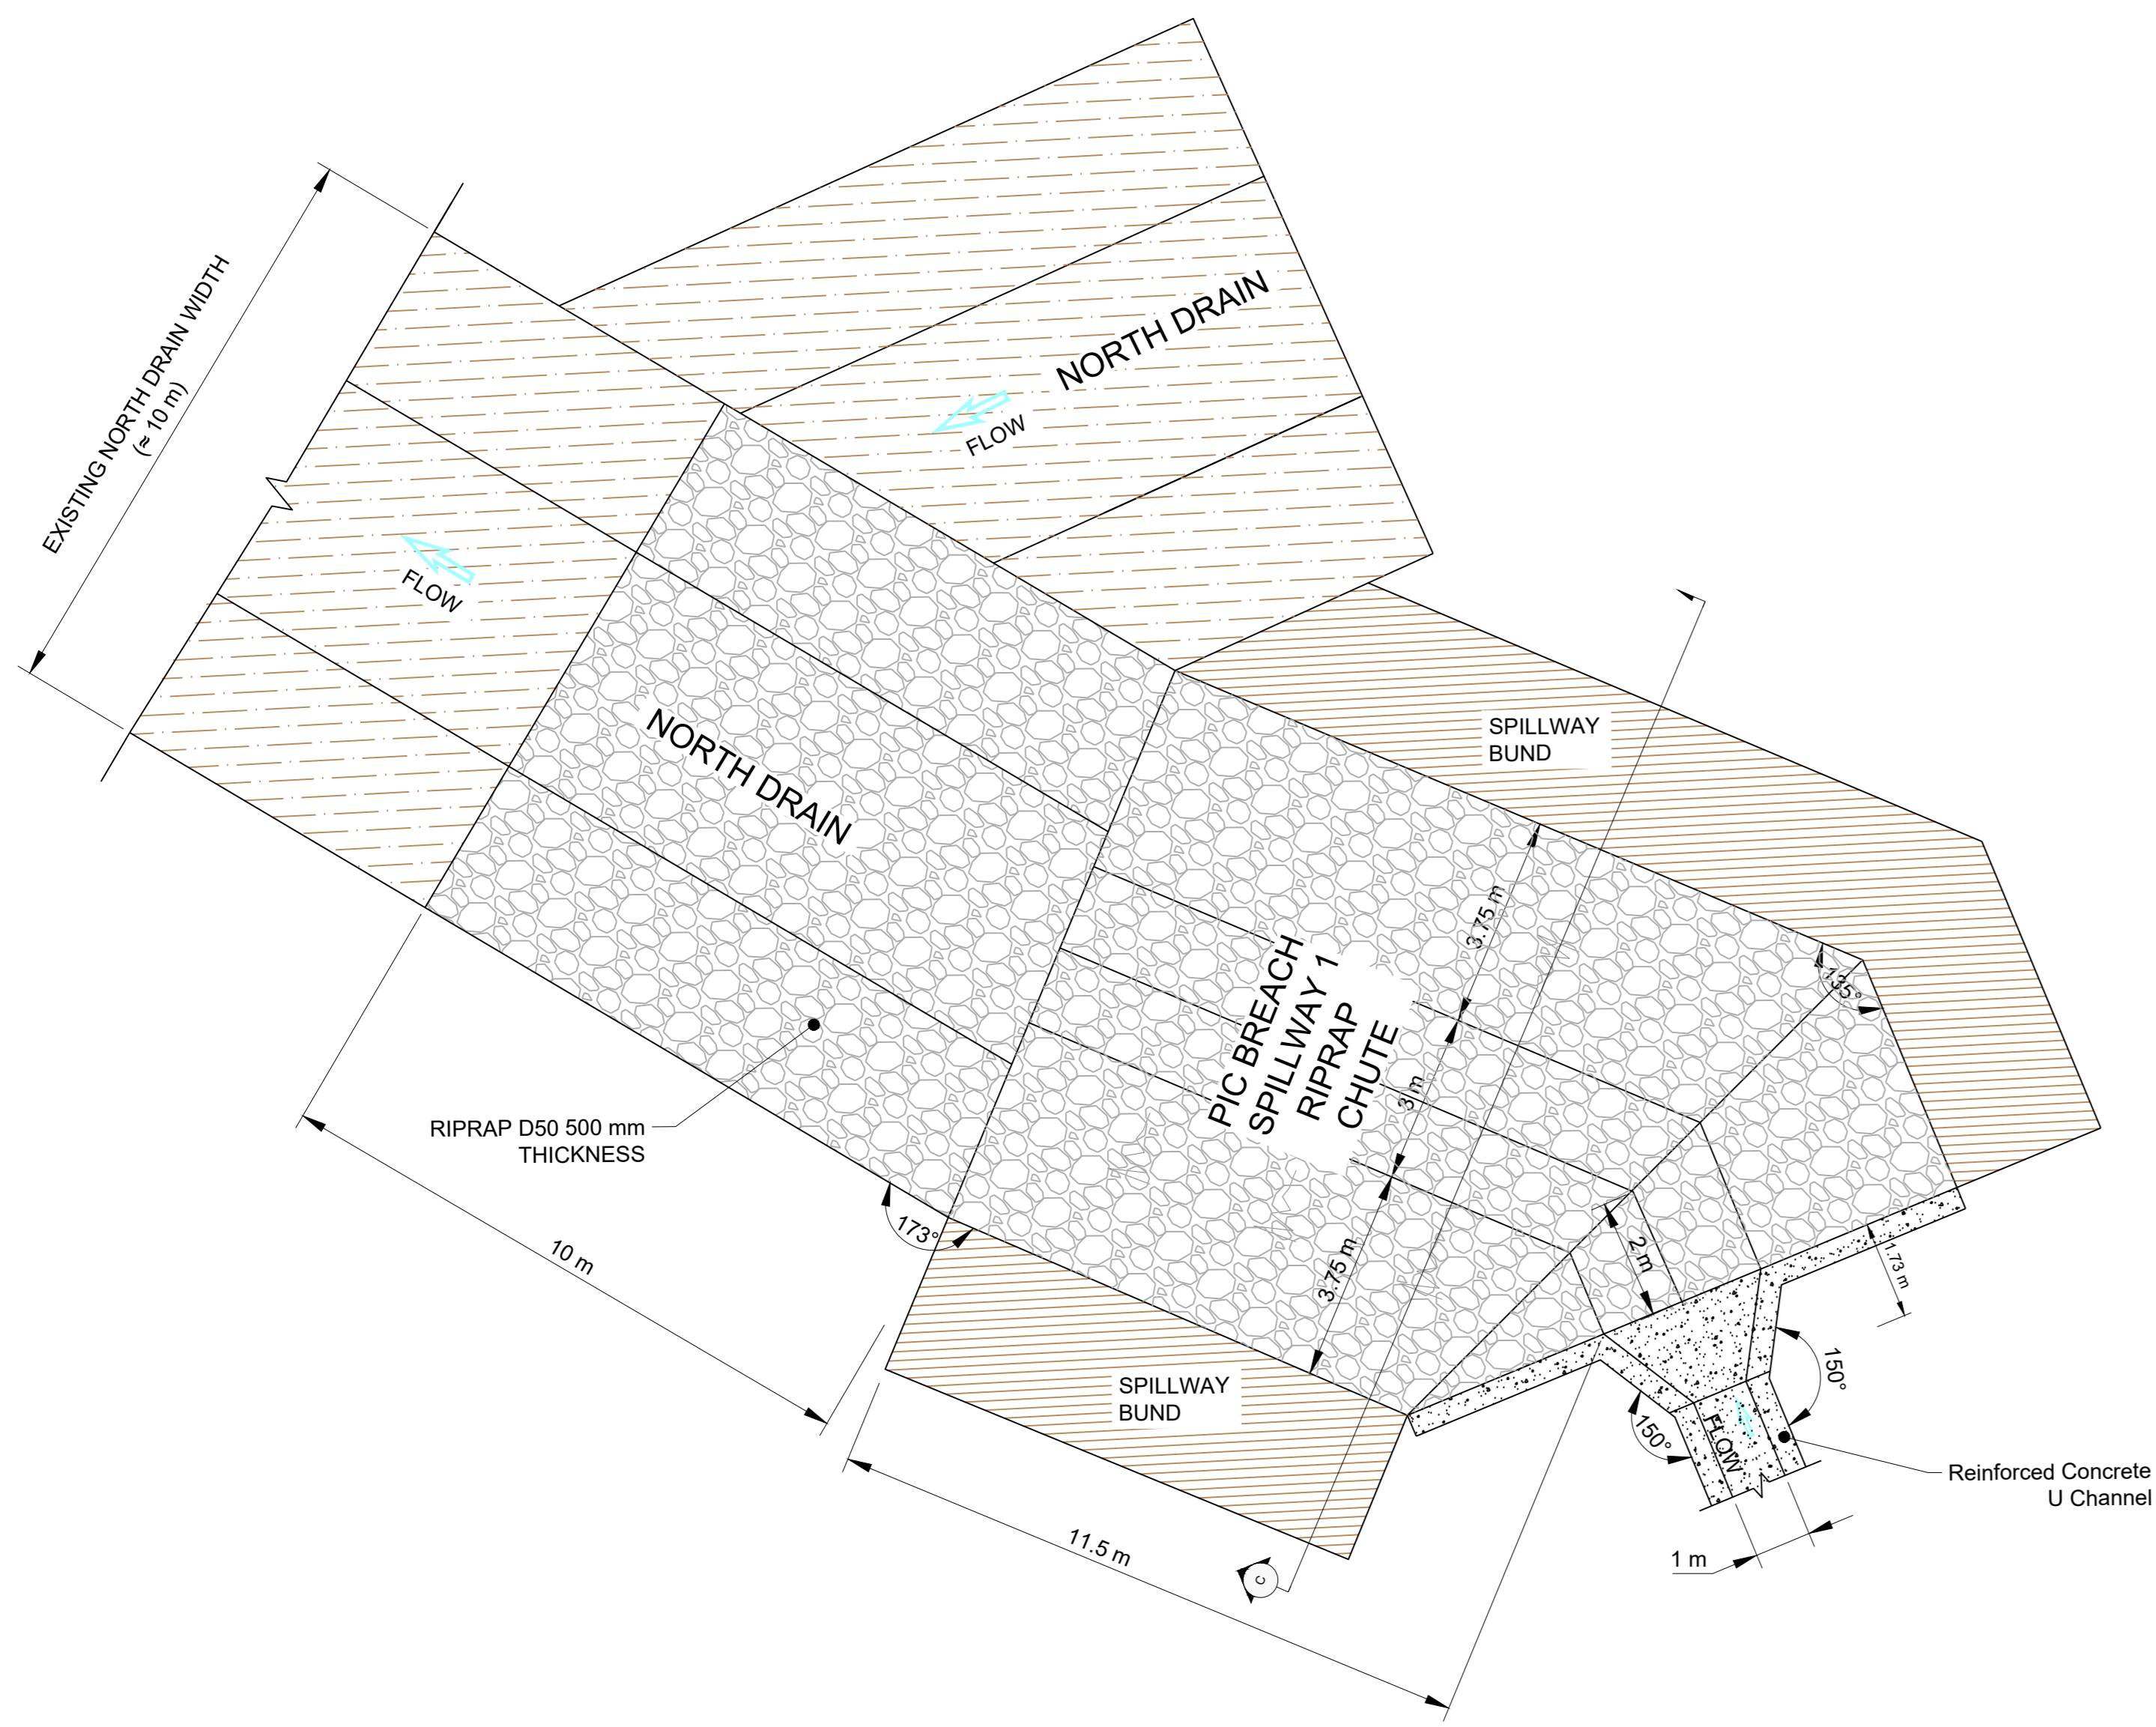 EXISTING NORTH DRAIN WIDTH
(≈ 10 m)
NORTH DRAIN
FLOW
FLOW
NORTH DRAIN
SPILLWAY
BUND
3.75 m
135°
PIC BREACH
SPILLWAY 1
RIPRAP
CHUTE
3 m
RIPRAP D50 500 mm
THICKNESS
173°
10 m
3.75 m
2 m
1.73 m
SPILLWAY
BUND
150°
150°
FLOW
Reinforced Concrete
U Channel
11.5 m
1 m
C